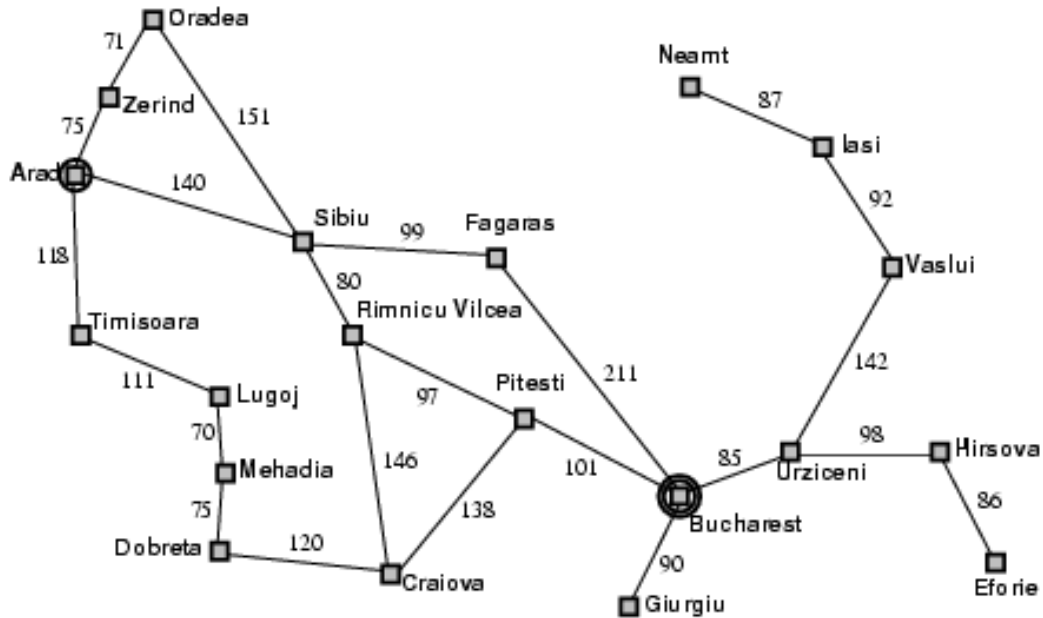 Oradea
71
Neamt
Zerind
87
151
75
Iasi
Arad
140
92
Sibiu
Fagaras
99
118
Vaslui
80
Timisoara
Rimnicu Vilcea
142
111
Pitesti
211
Lugoj
97
70
98
Hirsova
146
85
Mehadia
101
Urziceni
75
138
86
Bucharest
Dobreta
120
90
Craiova
Eforie
Giurgiu